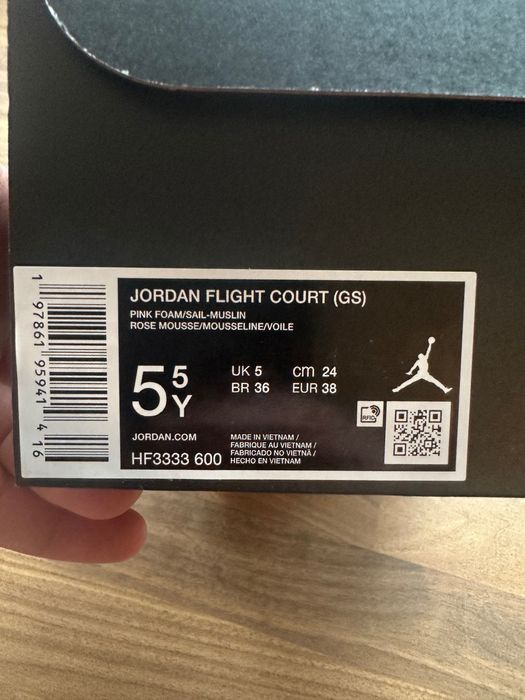 JORDAN FLIGHT COURT (GS)
PINK FOAM/SAIL-MUSLIN
ROSE MOUSSE/MOUSSELINE/VOILE
5 5 Y
UK 5 cm 24
BR 36 EUR 38
RFID
JORDAN.COM
HF3333 600
MADE IN VIETNAM /
FABRIQUE AU VIETNAM /
FABRICADO NO VIETNÃ /
HECHO EN VIETNAM
1 97861 95941 4 16